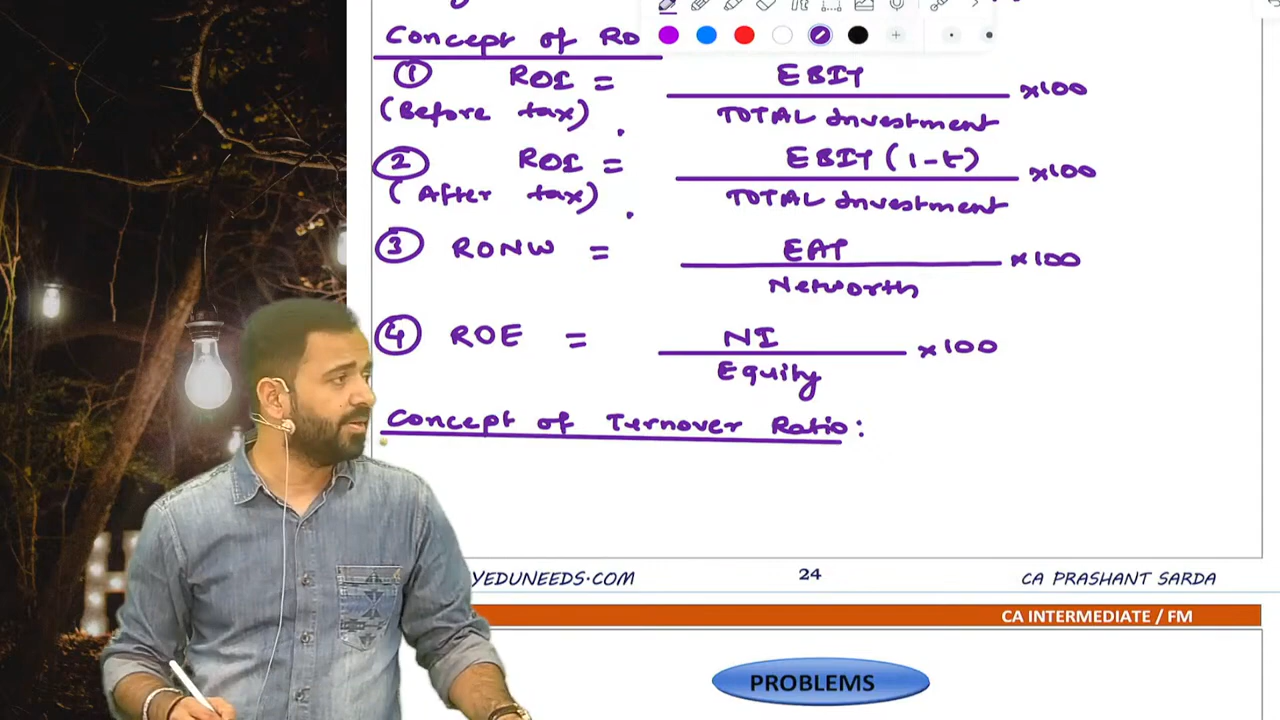 Concept of RO
① ROI = EBIT / TOTAL Investment ×100
(Before tax)
② ROI = EBIT (1-t) / TOTAL Investment ×100
(After tax)
③ RONW = EAT / Networth ×100
④ ROE = NI / Equity ×100
Concept of Turnover Ratio:
YEDUNEEDS.COM 24 CA PRASHANT SARDA
CA INTERMEDIATE / FM
PROBLEMS